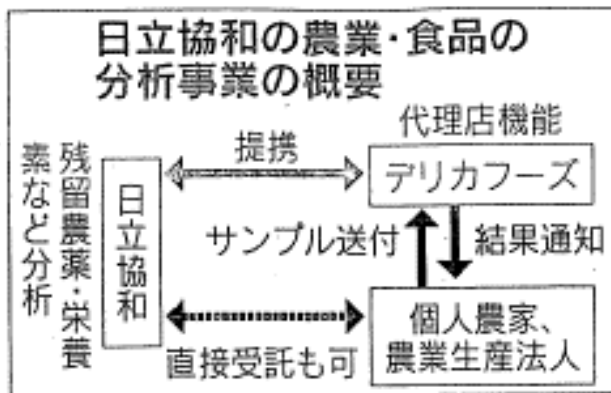 日立協和の農業・食品の
分析事業の概要
代理店機能
提携
デリカフーズ
残留農薬・栄養
素など分析
日立協和
サンプル送付
結果通知
個人農家、
農業生産法人
直接受託も可